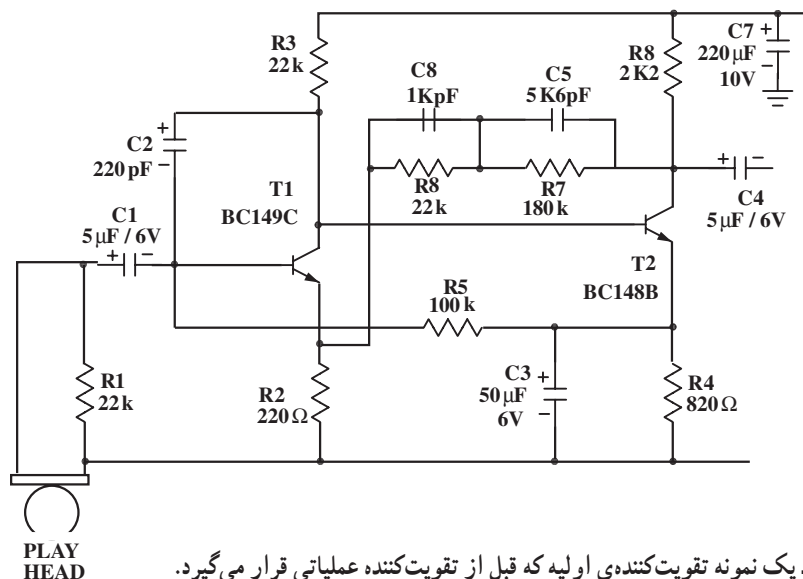 R3
22k
C7
220μF
10V
R8
2K2
C8
1KpF
C5
5K6pF
C2
220pF
R8
22k
R7
180k
C4
5μF / 6V
T1
BC149C
C1
5μF / 6V
T2
BC148B
R5
100k
R1
22k
R2
220Ω
C3
50μF
6V
R4
820Ω
PLAY
HEAD
یک نمونه تقویت‌کننده‌ی اولیه که قبل از تقویت‌کننده عملیاتی قرار می‌گیرد.